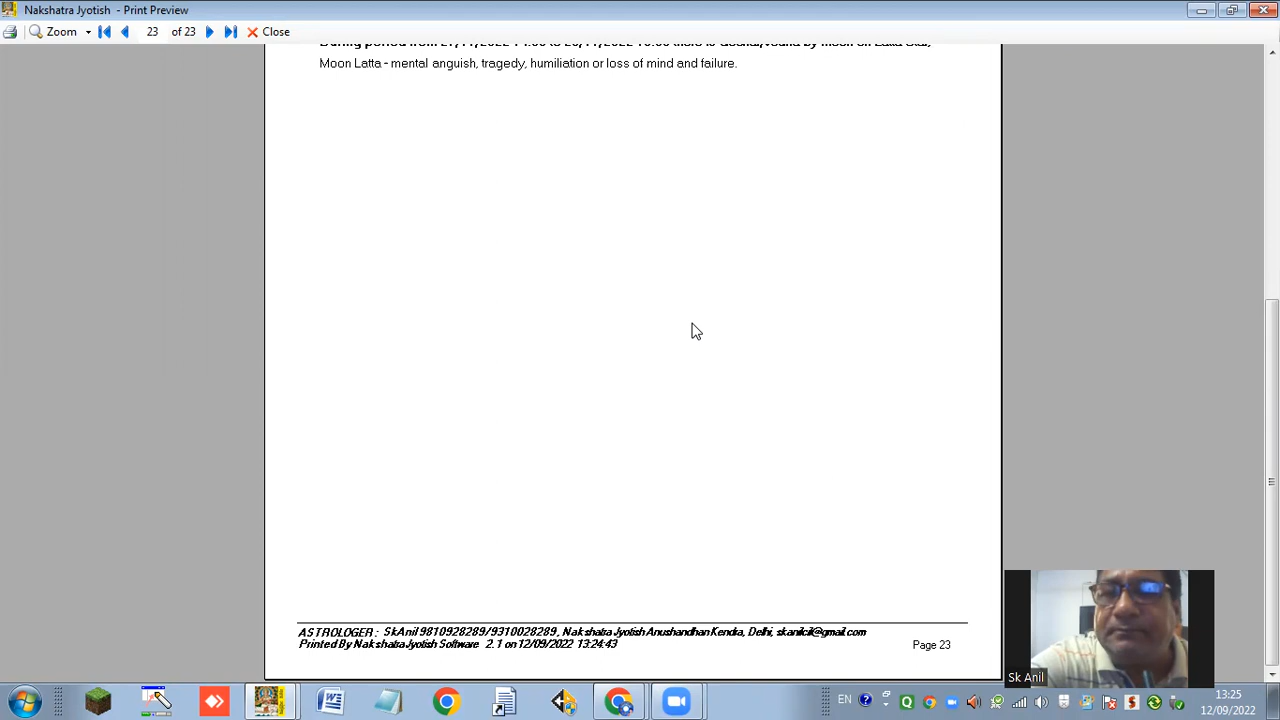 Nakshatra Jyotish - Print Preview
Zoom 23 of 23 Close
Moon Latta - mental anguish, tragedy, humiliation or loss of mind and failure.
ASTROLOGER : SkAnil 9810928289/9310028289, Nakshatra Jyotish Anushandhan Kendra, Delhi, skanilcil@gmail.com
Printed By Nakshatra Jyotish Software 2.1 on 12/09/2022 13:24:43
Page 23
Sk Anil
EN
13:25
12/09/2022